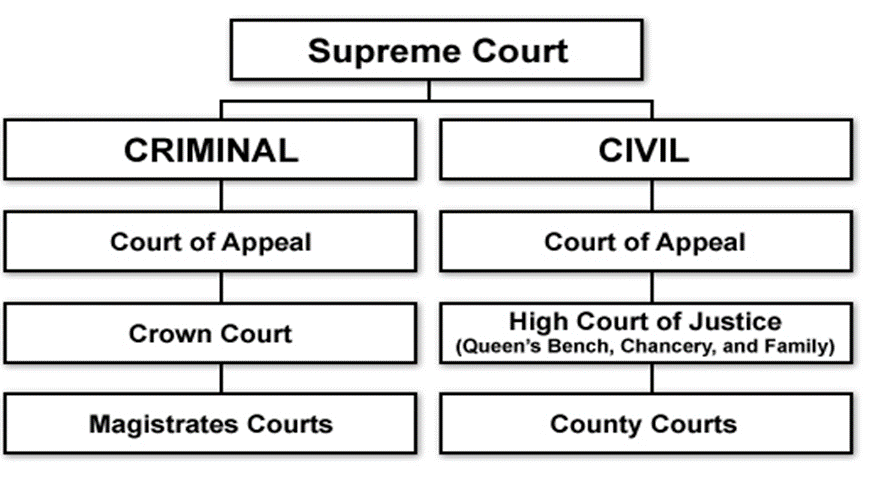 Supreme Court
CRIMINAL
CIVIL
Court of Appeal
Court of Appeal
Crown Court
High Court of Justice
(Queen's Bench, Chancery, and Family)
Magistrates Courts
County Courts